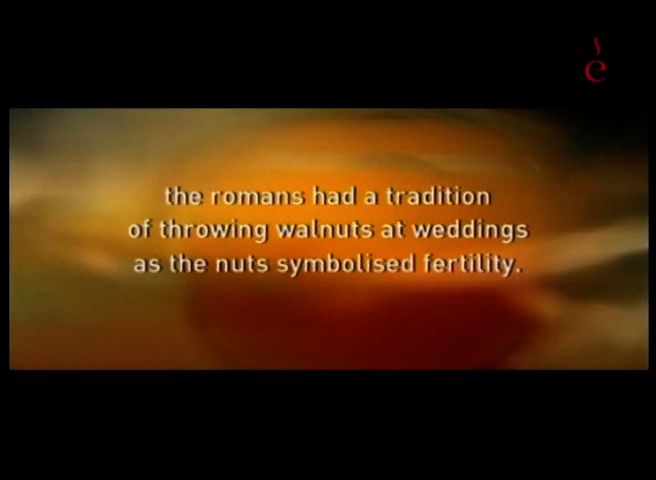 e
the romans had a tradition
of throwing walnuts at weddings
as the nuts symbolised fertility.